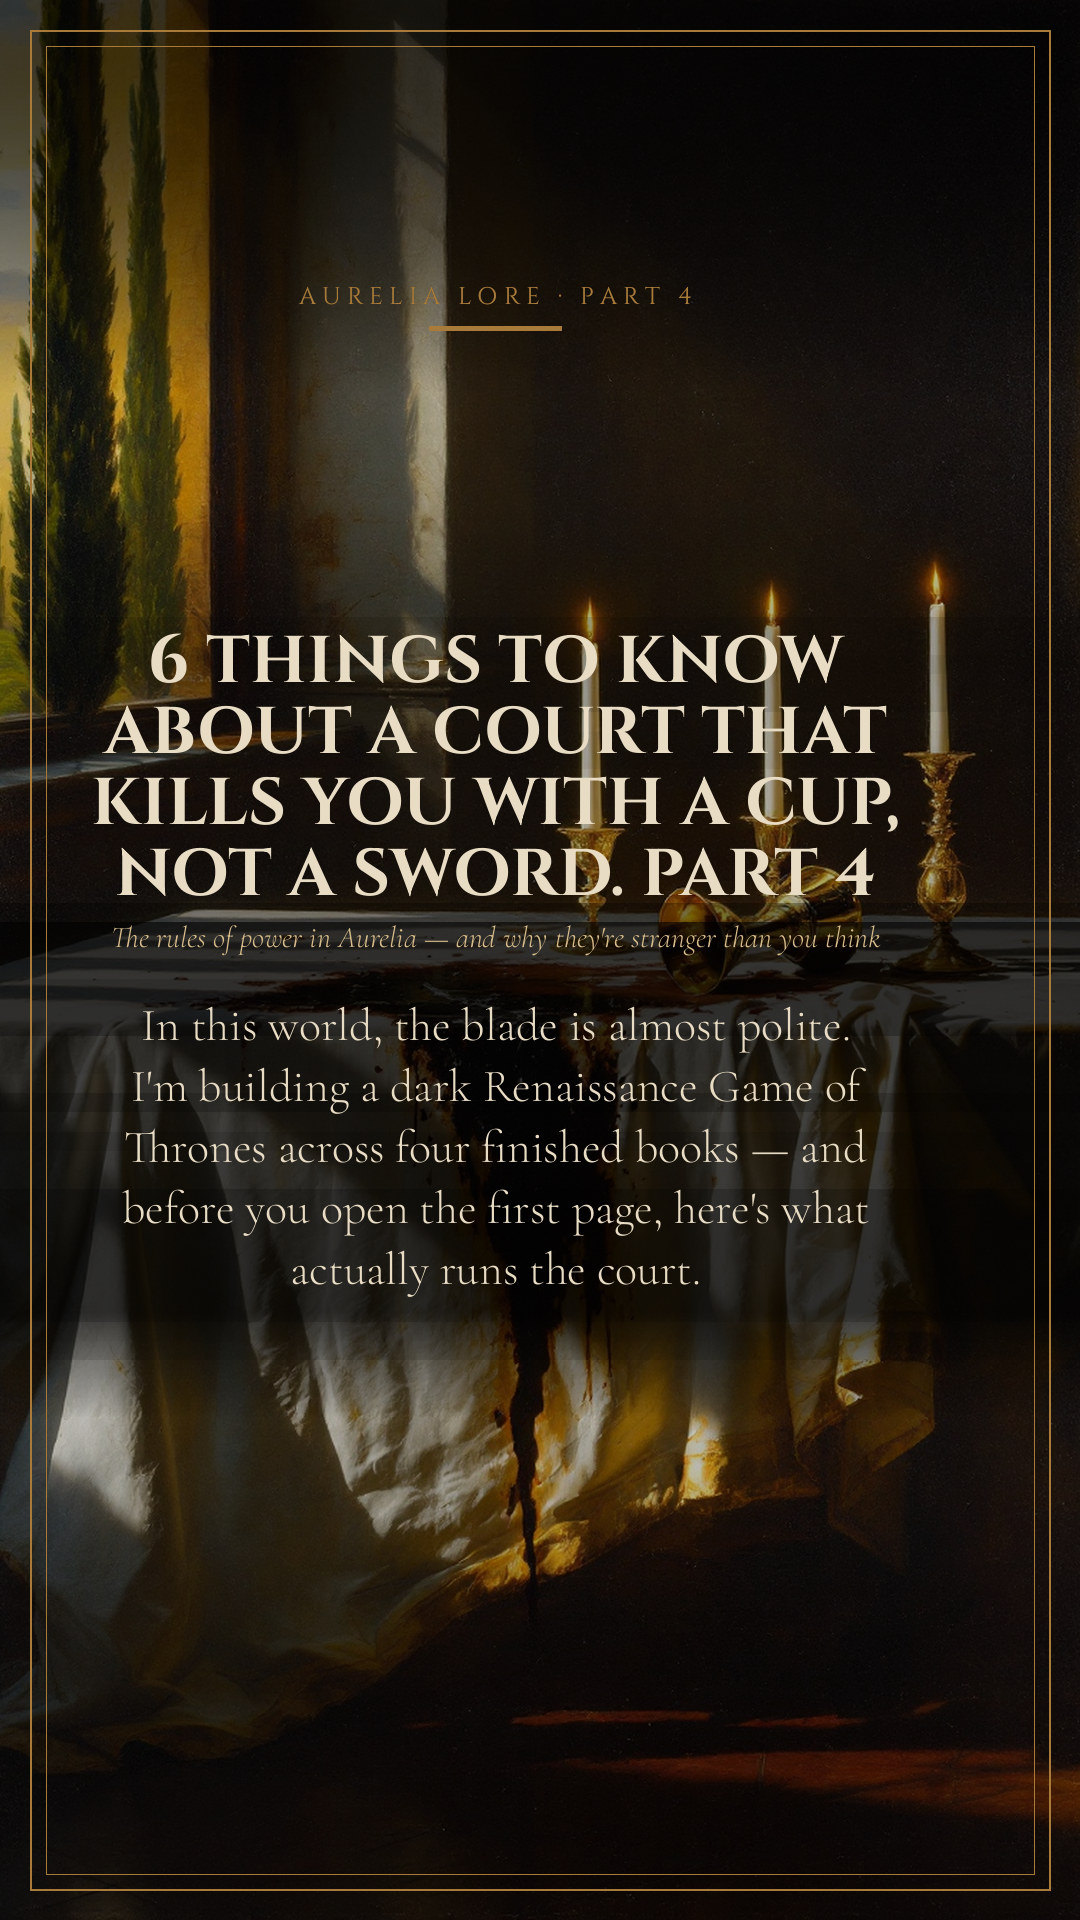 AURELIA LORE · PART 4
6 THINGS TO KNOW
ABOUT A COURT THAT
KILLS YOU WITH A CUP,
NOT A SWORD. PART 4
The rules of power in Aurelia — and why they're stranger than you think
In this world, the blade is almost polite.
I'm building a dark Renaissance Game of
Thrones across four finished books — and
before you open the first page, here's what
actually runs the court.